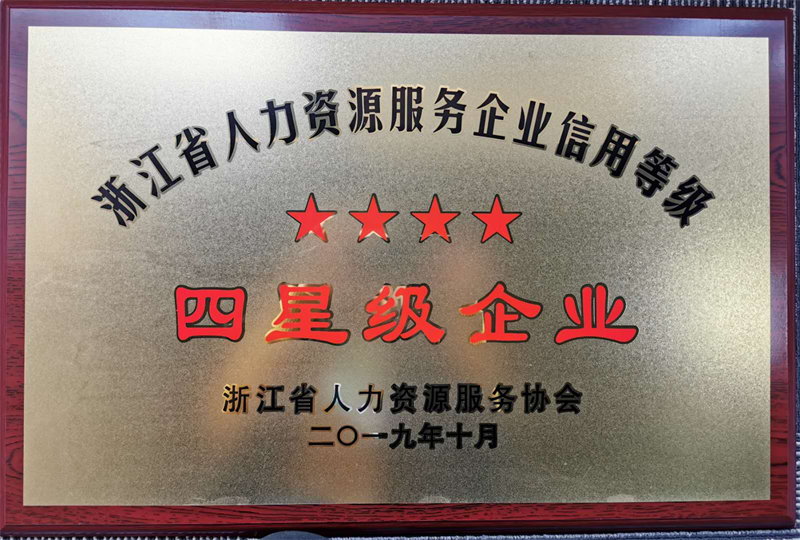 浙江省人力资源服务企业信用等级
★★★★
四星级企业
浙江省人力资源服务协会
二〇一九年十月